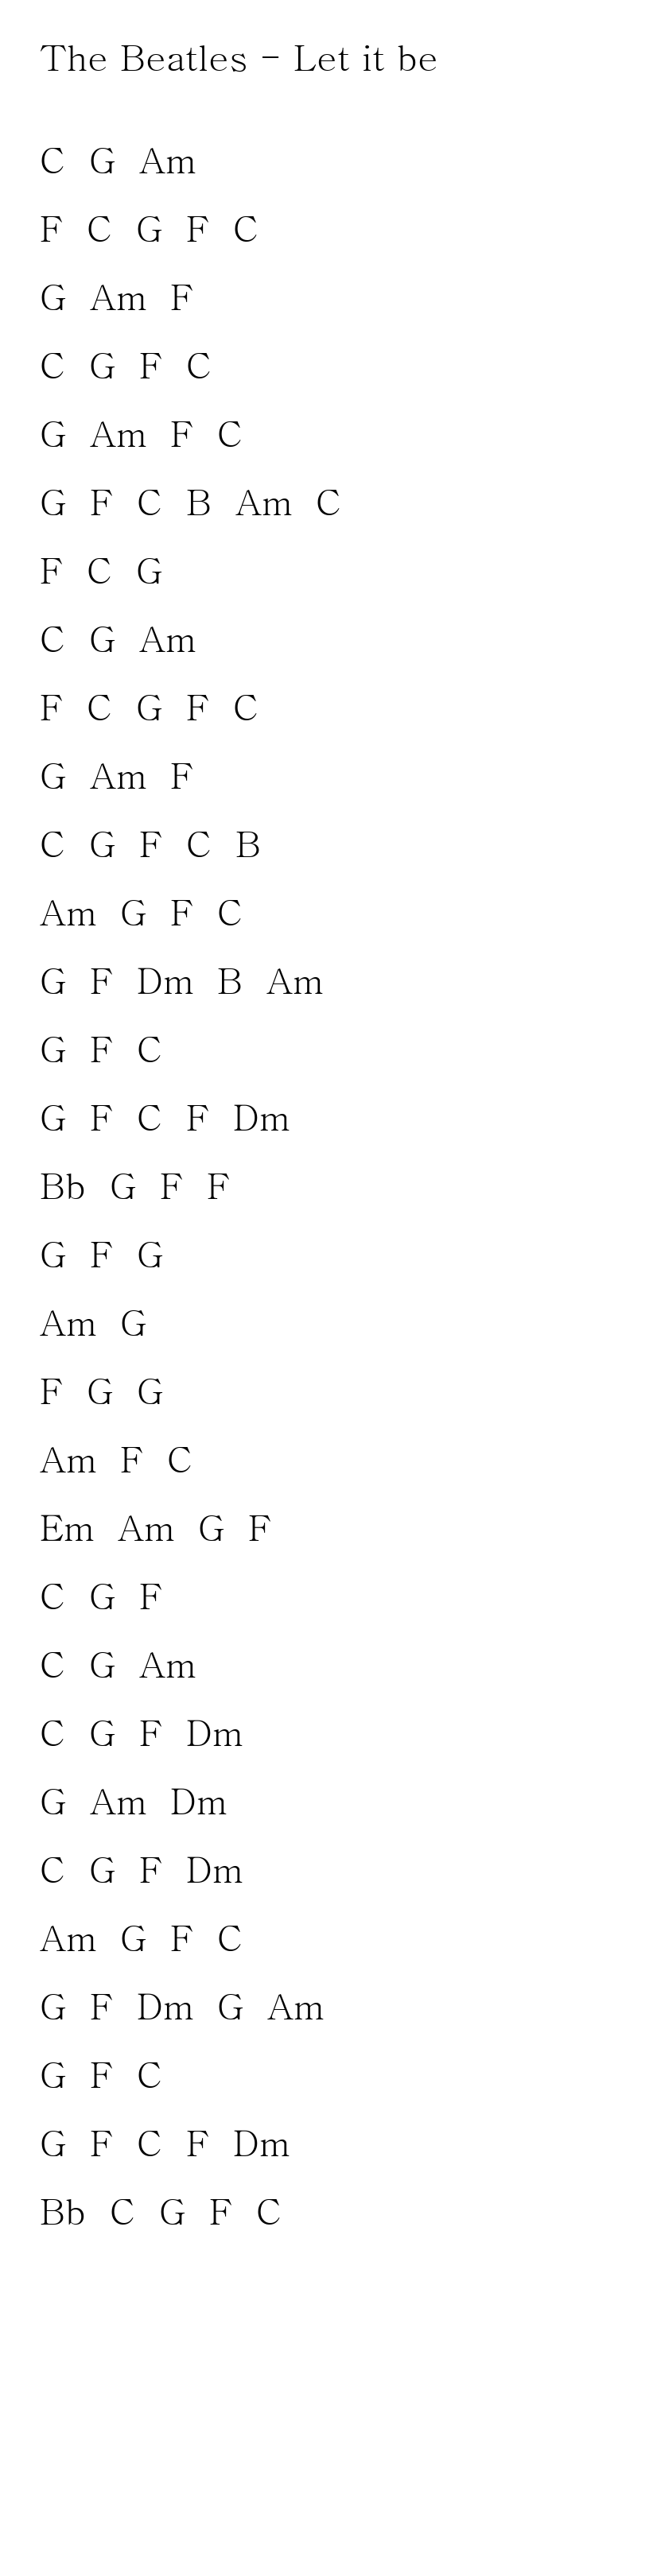 The Beatles - Let it be
C G Am
F C G F C
G Am F
C G F C
G Am F C
G F C B Am C
F C G
C G Am
F C G F C
G Am F
C G F C B
Am G F C
G F Dm B Am
G F C
G F C F Dm
Bb G F F
G F G
Am G
F G G
Am F C
Em Am G F
C G F
C G Am
C G F Dm
G Am Dm
C G F Dm
Am G F C
G F Dm G Am
G F C
G F C F Dm
Bb C G F C